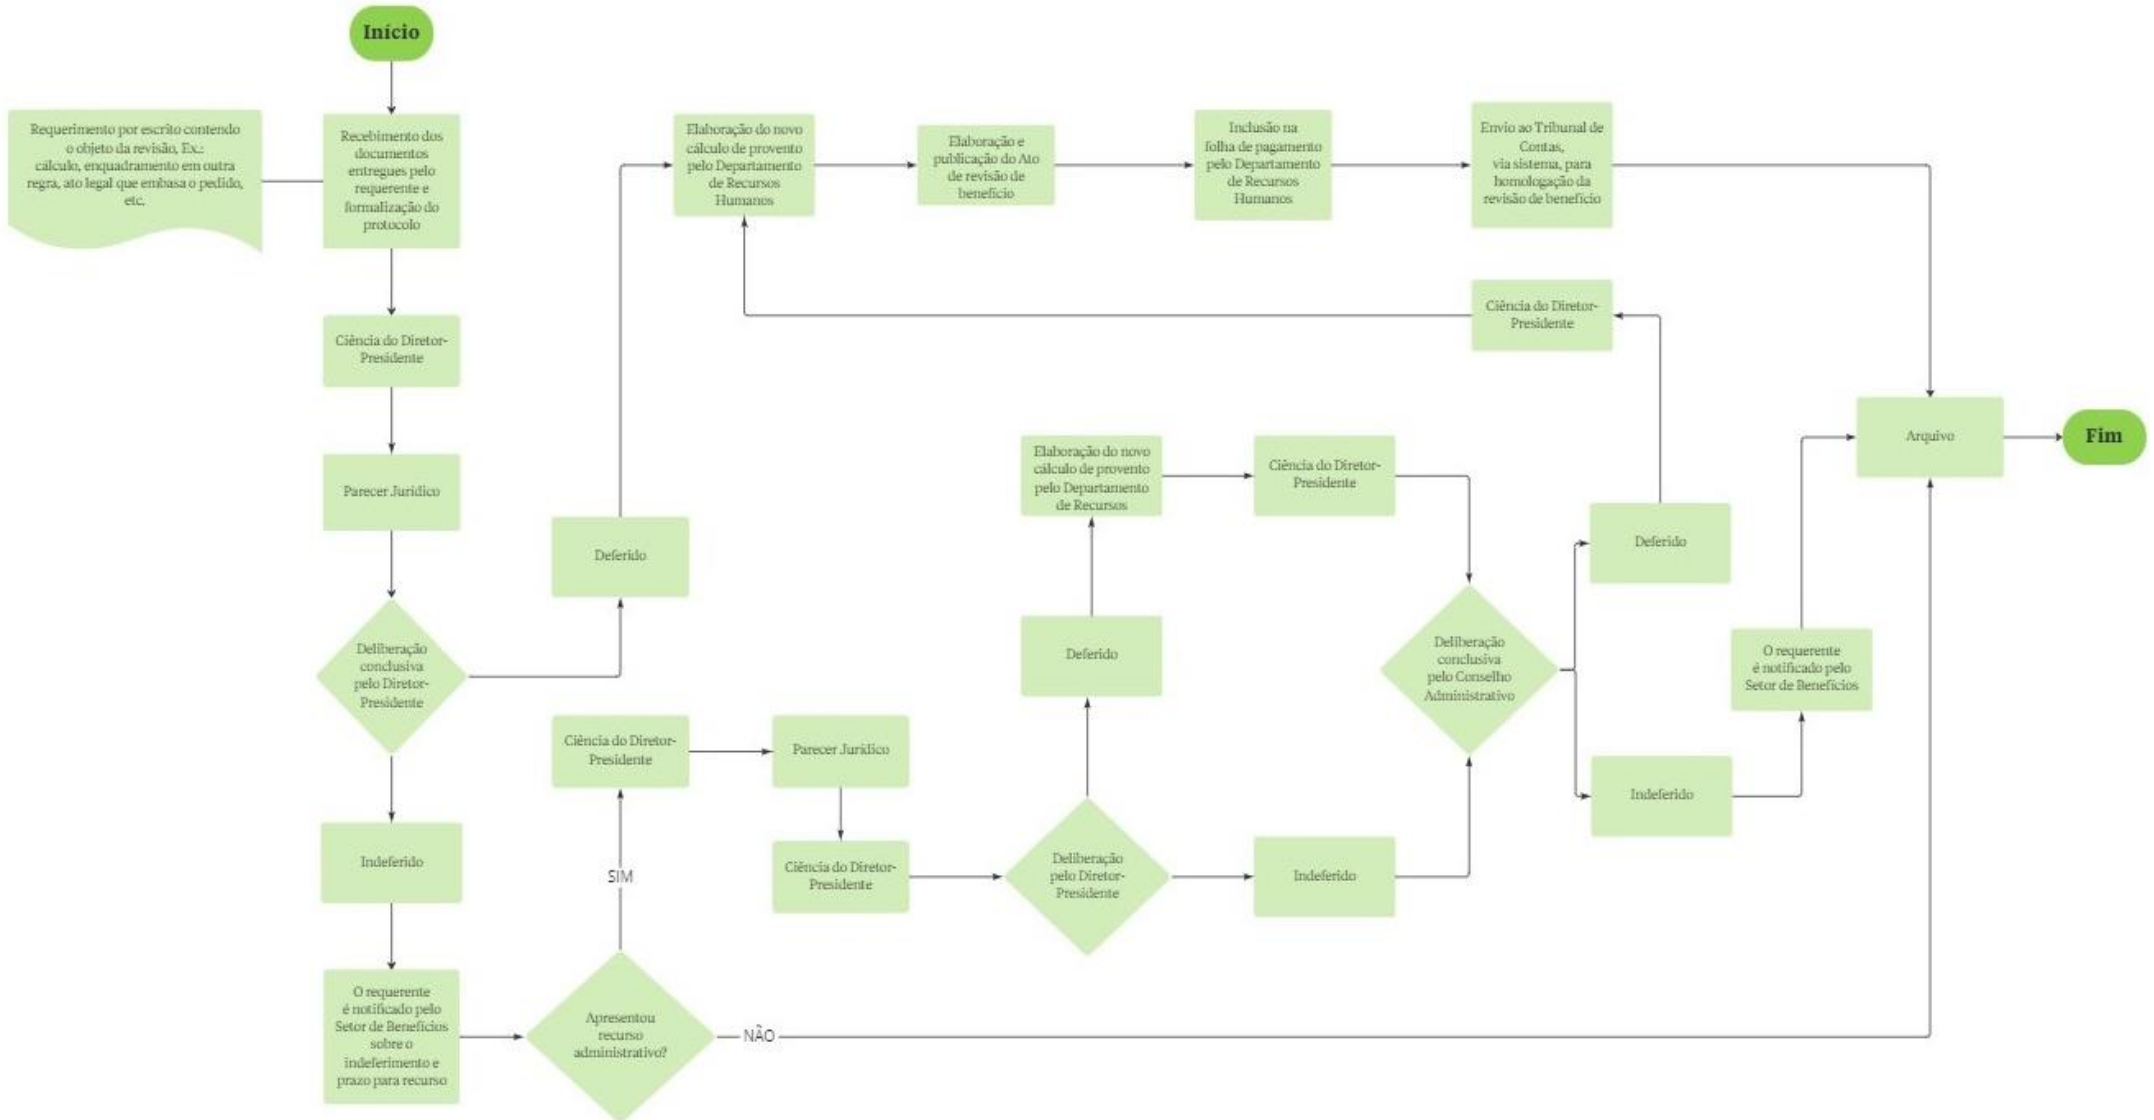 Início
Requerimento por escrito contendo
o objeto da revisão, Ex.:
cálculo, enquadramento em outra
regra, ato legal que embasa o pedido,
etc.
Recebimento dos
documentos
entregues pelo
requerente e
formalização do
protocolo
Ciência do Diretor-
Presidente
Parecer Jurídico
Deliberação
conclusiva
pelo Diretor-
Presidente
Indeferido
O requerente
é notificado pelo
Setor de Benefícios
sobre o
indeferimento e
prazo para recurso
Deferido
Elaboração do novo
cálculo de provento
pelo Departamento
de Recursos
Humanos
Elaboração e
publicação do Ato
de revisão de
benefício
Inclusão na
folha de pagamento
pelo Departamento
de Recursos
Humanos
Envio ao Tribunal de
Contas,
via sistema, para
homologação da
revisão de benefício
Apresentou
recurso
administrativo?
SIM
NÃO
Ciência do Diretor-
Presidente
Parecer Jurídico
Ciência do Diretor-
Presidente
Deliberação
pelo Diretor-
Presidente
Deferido
Elaboração do novo
cálculo de provento
pelo Departamento
de Recursos
Ciência do Diretor-
Presidente
Indeferido
Deliberação
conclusiva
pelo Conselho
Administrativo
Deferido
Ciência do Diretor-
Presidente
Indeferido
O requerente
é notificado pelo
Setor de Benefícios
Arquivo
Fim